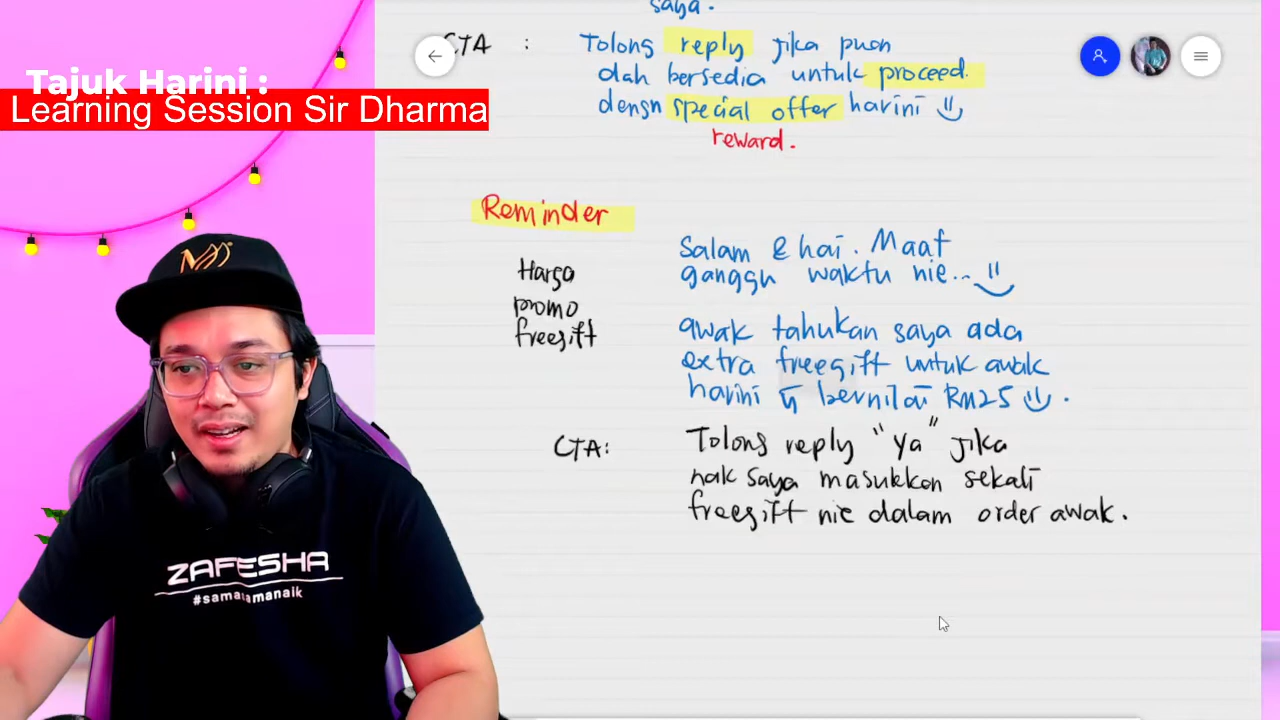 Tajuk Harini :
Learning Session Sir Dharma
saya.
CTA : Tolong reply jika puan
dah bersedia untuk proceed.
dengn special offer harini
reward.
Reminder
Harga
promo
freegift
Salam & hai. Maaf
ganggu waktu nie..
awak tahukan saya ada
extra freegift untuk awak
harini yg bernilai RM25 .
CTA: Tolong reply "Ya" jika
nak saya masukkan sekali
freegift nie dalam order awak.
ZAFEESHA